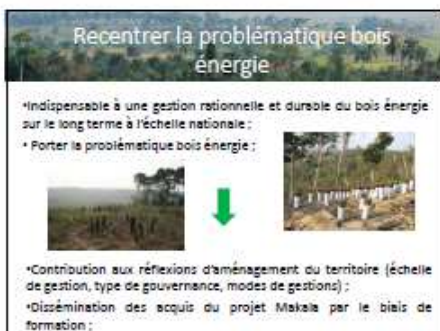 Recentrer la problématique bois
énergie
•Indispensable à une gestion rationnelle et durable du bois énergie
sur le long terme à l'échelle nationale ;
• Porter la problématique bois énergie ;
•Contribution aux réflexions d'aménagement du territoire (échelle
de gestion, type de gouvernance, modes de gestions) ;
•Dissémination des acquis du projet Makala par le biais de
formation ;